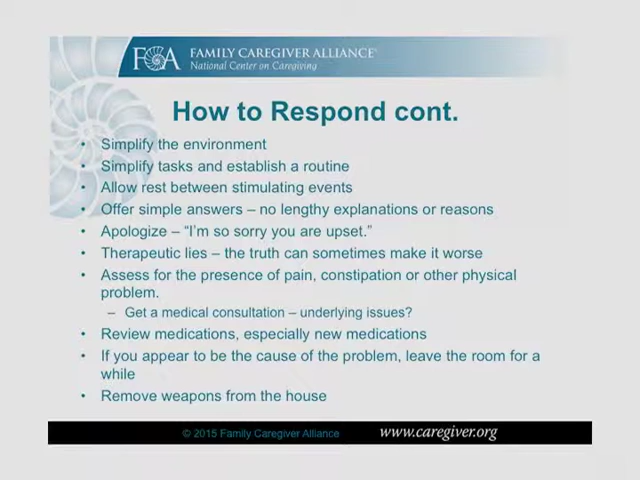 FCA FAMILY CAREGIVER ALLIANCE®
National Center on Caregiving
How to Respond cont.
• Simplify the environment
• Simplify tasks and establish a routine
• Allow rest between stimulating events
• Offer simple answers – no lengthy explanations or reasons
• Apologize – “I’m so sorry you are upset.”
• Therapeutic lies – the truth can sometimes make it worse
• Assess for the presence of pain, constipation or other physical
problem.
– Get a medical consultation – underlying issues?
• Review medications, especially new medications
• If you appear to be the cause of the problem, leave the room for a
while
• Remove weapons from the house
© 2015 Family Caregiver Alliance www.caregiver.org